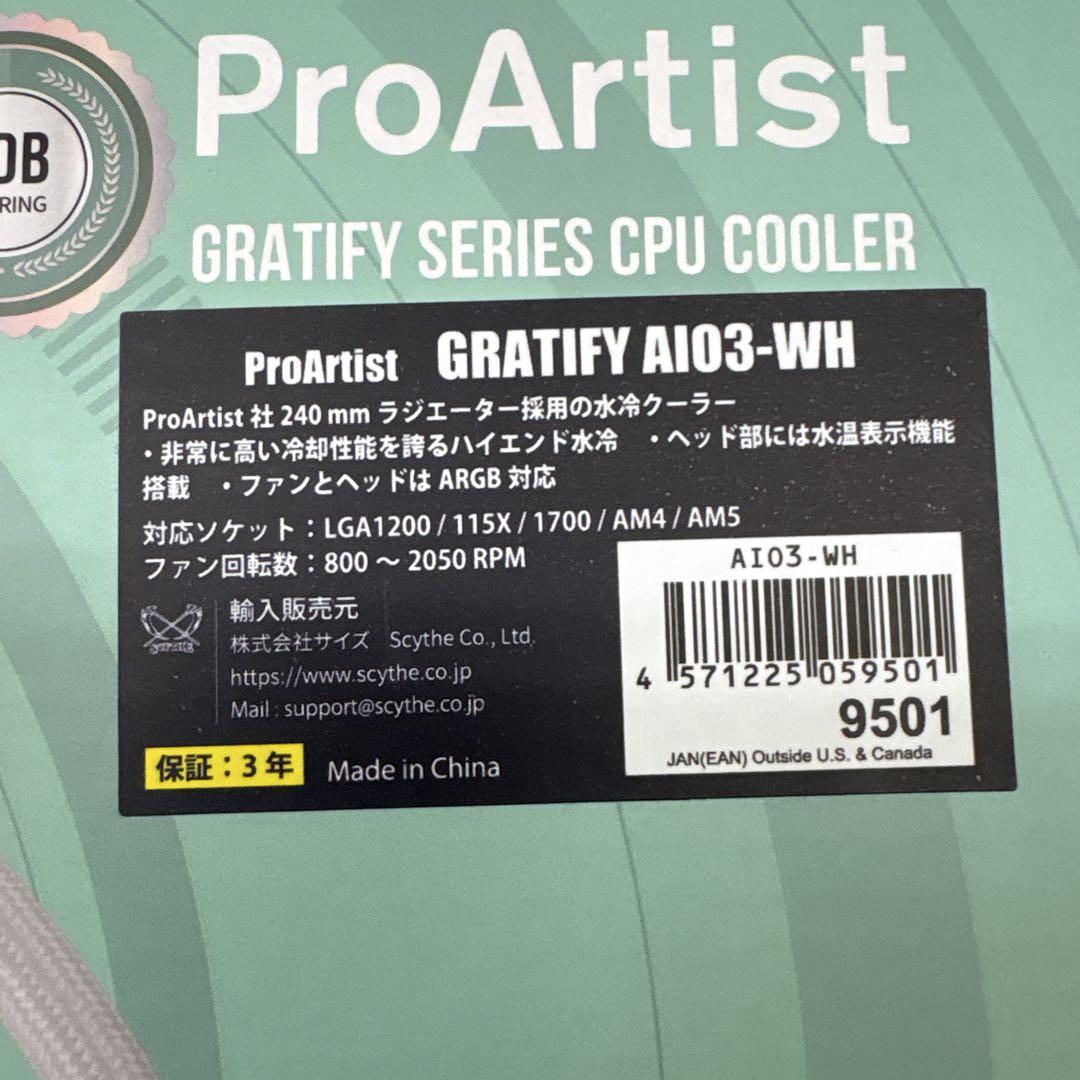 ProArtist
GRATIFY SERIES CPU COOLER
ProArtist GRATIFY AIO3-WH
ProArtist 社 240 mm ラジエーター採用の水冷クーラー
・非常に高い冷却性能を誇るハイエンド水冷 ・ヘッド部には水温表示機能
搭載 ・ファンとヘッドは ARGB 対応
対応ソケット：LGA1200 / 115X / 1700 / AM4 / AM5
ファン回転数：800 ～ 2050 RPM
SCYTHE
輸入販売元
株式会社サイズ Scythe Co., Ltd.
https://www.scythe.co.jp
Mail : support@scythe.co.jp
保証：3 年
Made in China
AIO3-WH
4 571225 059501
9501
JAN(EAN) Outside U.S. & Canada